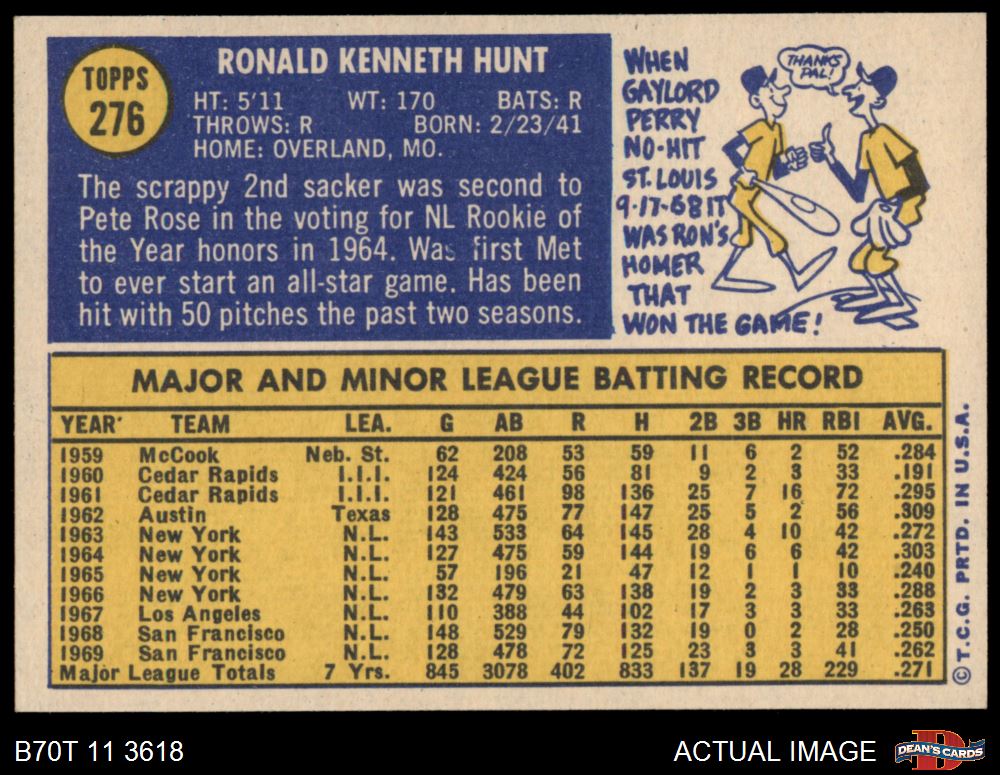 TOPPS
276
RONALD KENNETH HUNT
HT: 5'11 WT: 170 BATS: R
THROWS: R BORN: 2/23/41
HOME: OVERLAND, MO.
The scrappy 2nd sacker was second to
Pete Rose in the voting for NL Rookie of
the Year honors in 1964. Was first Met
to ever start an all-star game. Has been
hit with 50 pitches the past two seasons.
WHEN
GAYLORD
PERRY
NO-HIT
ST. LOUIS
9-17-68 IT
WAS RON'S
HOMER
THAT
WON THE GAME!
THANKS
PAL!
MAJOR AND MINOR LEAGUE BATTING RECORD
YEAR TEAM LEA. G AB R H 2B 3B HR RBI AVG.
1959 McCook Neb. St. 62 208 53 59 11 6 2 52 .284
1960 Cedar Rapids I.I.I. 124 424 56 81 9 2 3 33 .191
1961 Cedar Rapids I.I.I. 121 461 98 136 25 7 16 72 .295
1962 Austin Texas 128 475 77 147 25 5 2 56 .309
1963 New York N.L. 143 533 64 145 28 4 10 42 .272
1964 New York N.L. 127 475 59 144 19 6 6 42 .303
1965 New York N.L. 57 196 21 47 12 1 1 10 .240
1966 New York N.L. 132 479 63 138 19 2 3 33 .288
1967 Los Angeles N.L. 110 388 44 102 17 3 3 33 .263
1968 San Francisco N.L. 148 529 79 132 19 0 2 28 .250
1969 San Francisco N.L. 128 478 72 125 23 3 3 41 .262
Major League Totals 7 Yrs. 845 3078 402 833 137 19 28 229 .271
© T.C.G. PRTD. IN U.S.A.
B70T 11 3618
ACTUAL IMAGE
DEAN'S CARDS